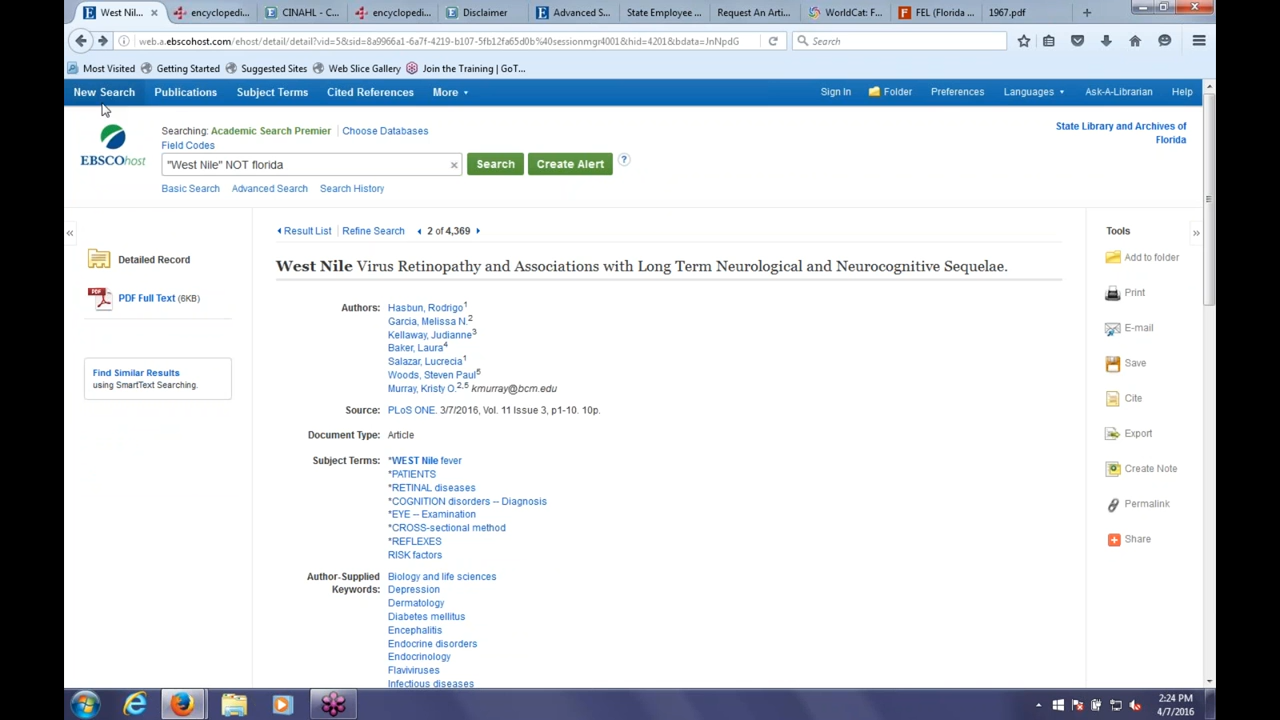 West Nil...
encyclopedi...
CINAHL - C...
encyclopedi...
Disclaimer
Advanced S...
State Employee ...
Request An Arti...
WorldCat: F...
FEL (Florida ...
1967.pdf
web.a.ebscohost.com/ehost/detail/detail?vid=5&sid=8a9966a1-6a7f-4219-b107-5fb12fa65d0b%40sessionmgr4001&hid=4201&bdata=JnNpdG
Search
Most Visited Getting Started Suggested Sites Web Slice Gallery Join the Training | GoT...
New Search Publications Subject Terms Cited References More
Sign In Folder Preferences Languages Ask-A-Librarian Help
EBSCOhost
Searching: Academic Search Premier Choose Databases
Field Codes
"West Nile" NOT florida
Search
Create Alert
?
Basic Search Advanced Search Search History
State Library and Archives of
Florida
«
Detailed Record
PDF Full Text (6KB)
Find Similar Results
using SmartText Searching.
Result List Refine Search 2 of 4,369
West Nile Virus Retinopathy and Associations with Long Term Neurological and Neurocognitive Sequelae.
Authors: Hasbun, Rodrigo1
Garcia, Melissa N.2
Kellaway, Judianne3
Baker, Laura4
Salazar, Lucrecia1
Woods, Steven Paul5
Murray, Kristy O.2,5 kmurray@bcm.edu
Source: PLoS ONE. 3/7/2016, Vol. 11 Issue 3, p1-10. 10p.
Document Type: Article
Subject Terms: *WEST Nile fever
*PATIENTS
*RETINAL diseases
*COGNITION disorders -- Diagnosis
*EYE -- Examination
*CROSS-sectional method
*REFLEXES
RISK factors
Author-Supplied Biology and life sciences
Keywords: Depression
Dermatology
Diabetes mellitus
Encephalitis
Endocrine disorders
Endocrinology
Flaviviruses
Infectious diseases
Tools
»
Add to folder
Print
E-mail
Save
Cite
Export
Create Note
Permalink
Share
2:24 PM
4/7/2016